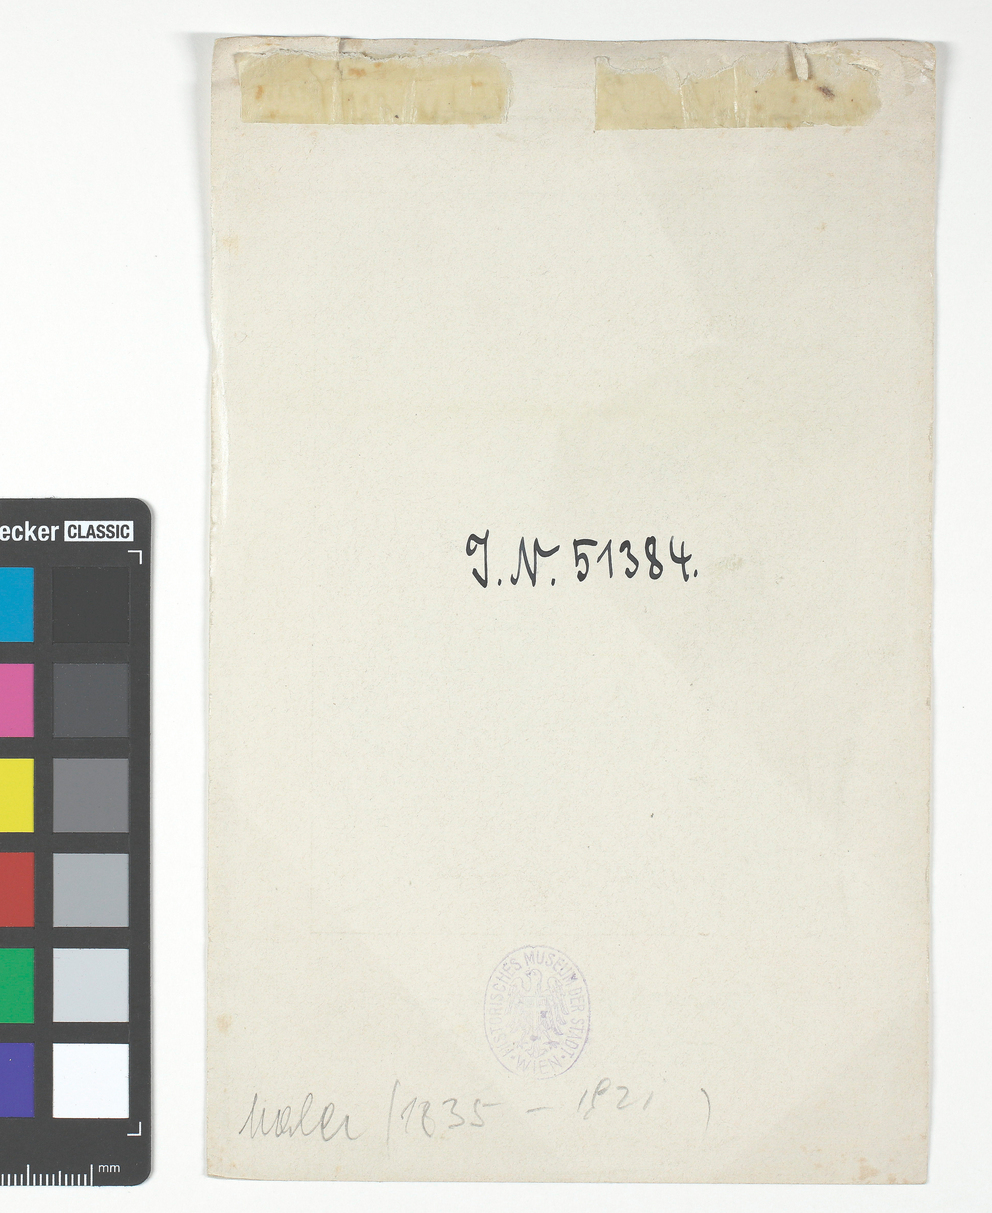 ecker CLASSIC
J.N. 51384.
HISTORISCHES MUSEUM DER STADT
WIEN
Maler (1835 - 1921)
mm